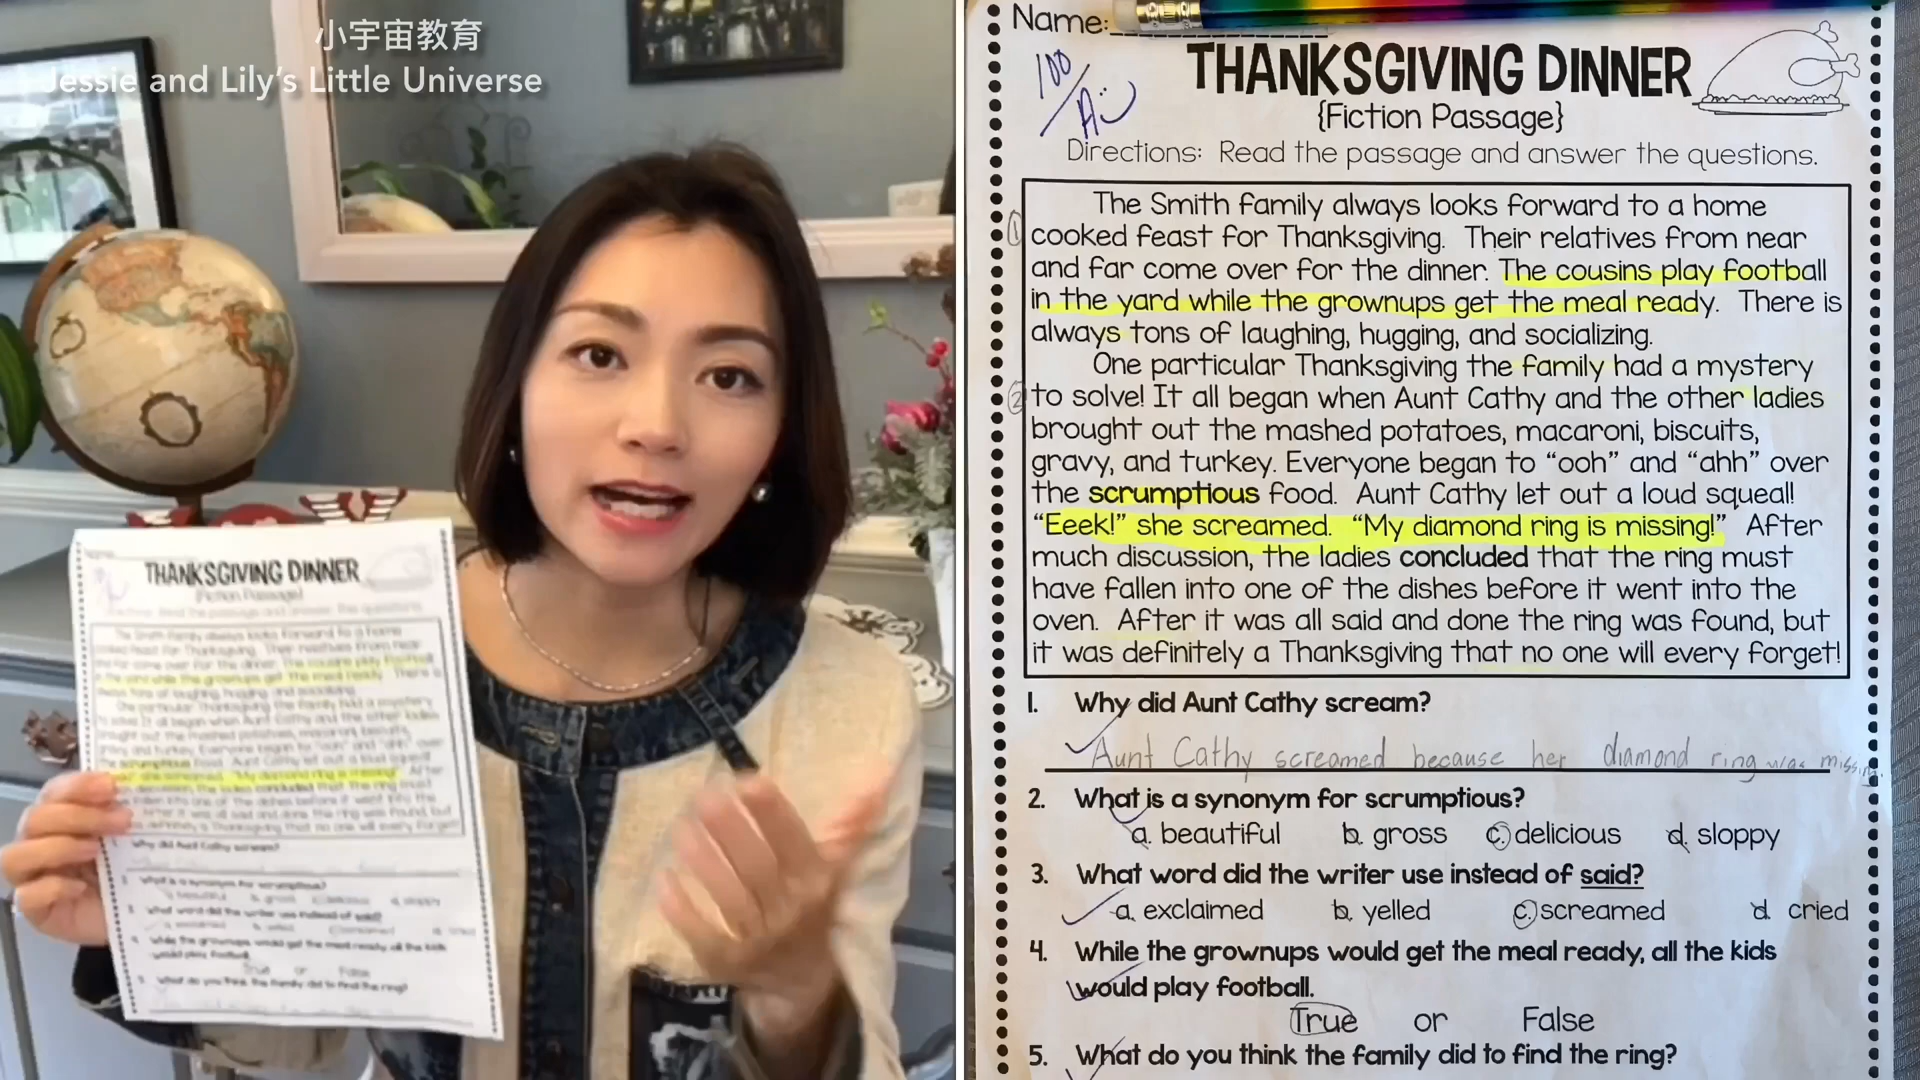 小宇宙教育
Jessie and Lily's Little Universe
THANKSGIVING DINNER
{Fiction Passage}
Name:
100/A
THANKSGIVING DINNER
{Fiction Passage}
Directions: Read the passage and answer the questions.
The Smith family always looks forward to a home
1 cooked feast for Thanksgiving. Their relatives from near
and far come over for the dinner. The cousins play football
in the yard while the grownups get the meal ready. There is
always tons of laughing, hugging, and socializing.
One particular Thanksgiving the family had a mystery
2 to solve! It all began when Aunt Cathy and the other ladies
brought out the mashed potatoes, macaroni, biscuits,
gravy, and turkey. Everyone began to "ooh" and "ahh" over
the scrumptious food. Aunt Cathy let out a loud squeal!
"Eeek!" she screamed. "My diamond ring is missing!" After
much discussion, the ladies concluded that the ring must
have fallen into one of the dishes before it went into the
oven. After it was all said and done the ring was found, but
it was definitely a Thanksgiving that no one will every forget!
1. Why did Aunt Cathy scream?
Aunt Cathy screamed because her diamond ring was
2. What is a synonym for scrumptious?
a. beautiful b. gross c. delicious d. sloppy
3. What word did the writer use instead of said?
a. exclaimed b. yelled c. screamed d. cried
4. While the grownups would get the meal ready, all the kids
would play football.
True or False
5. What do you think the family did to find the ring?